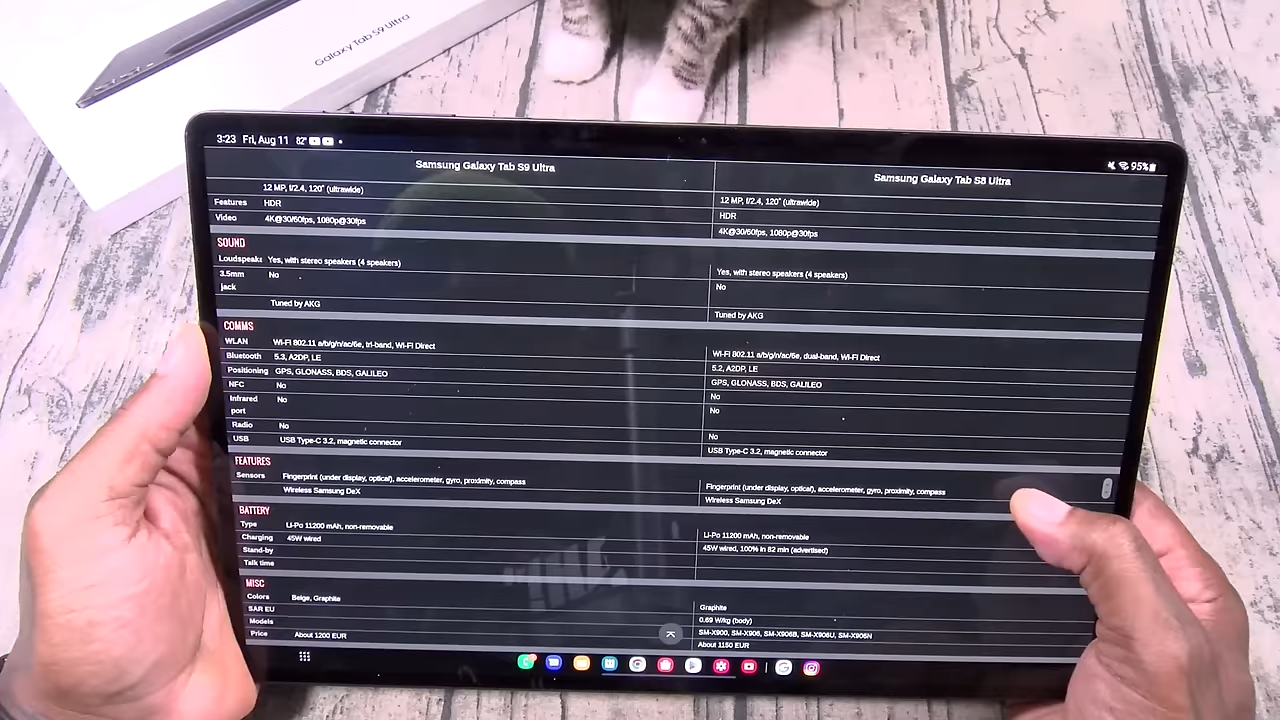 Galaxy Tab S9 Ultra
3:23 Fri, Aug 11 82°
95%
Samsung Galaxy Tab S9 Ultra Samsung Galaxy Tab S8 Ultra
12 MP, f/2.4, 120° (ultrawide) 12 MP, f/2.4, 120° (ultrawide)
Features HDR HDR
Video 4K@30/60fps, 1080p@30fps 4K@30/60fps, 1080p@30fps
SOUND
Loudspeake Yes, with stereo speakers (4 speakers) Yes, with stereo speakers (4 speakers)
3.5mm No No
jack
Tuned by AKG Tuned by AKG
COMMS
WLAN Wi-Fi 802.11 a/b/g/n/ac/6e, tri-band, Wi-Fi Direct Wi-Fi 802.11 a/b/g/n/ac/6e, dual-band, Wi-Fi Direct
Bluetooth 5.3, A2DP, LE 5.2, A2DP, LE
Positioning GPS, GLONASS, BDS, GALILEO GPS, GLONASS, BDS, GALILEO
NFC No No
Infrared No No
port
Radio No No
USB USB Type-C 3.2, magnetic connector USB Type-C 3.2, magnetic connector
FEATURES
Sensors Fingerprint (under display, optical), accelerometer, gyro, proximity, compass Fingerprint (under display, optical), accelerometer, gyro, proximity, compass
Wireless Samsung DeX Wireless Samsung DeX
BATTERY
Type Li-Po 11200 mAh, non-removable Li-Po 11200 mAh, non-removable
Charging 45W wired 45W wired, 100% in 82 min (advertised)
Stand-by
Talk time
MISC
Colors Beige, Graphite Graphite
SAR EU 0.69 W/kg (body)
Models SM-X900, SM-X906, SM-X906B, SM-X906U, SM-X906N
Price About 1200 EUR About 1150 EUR